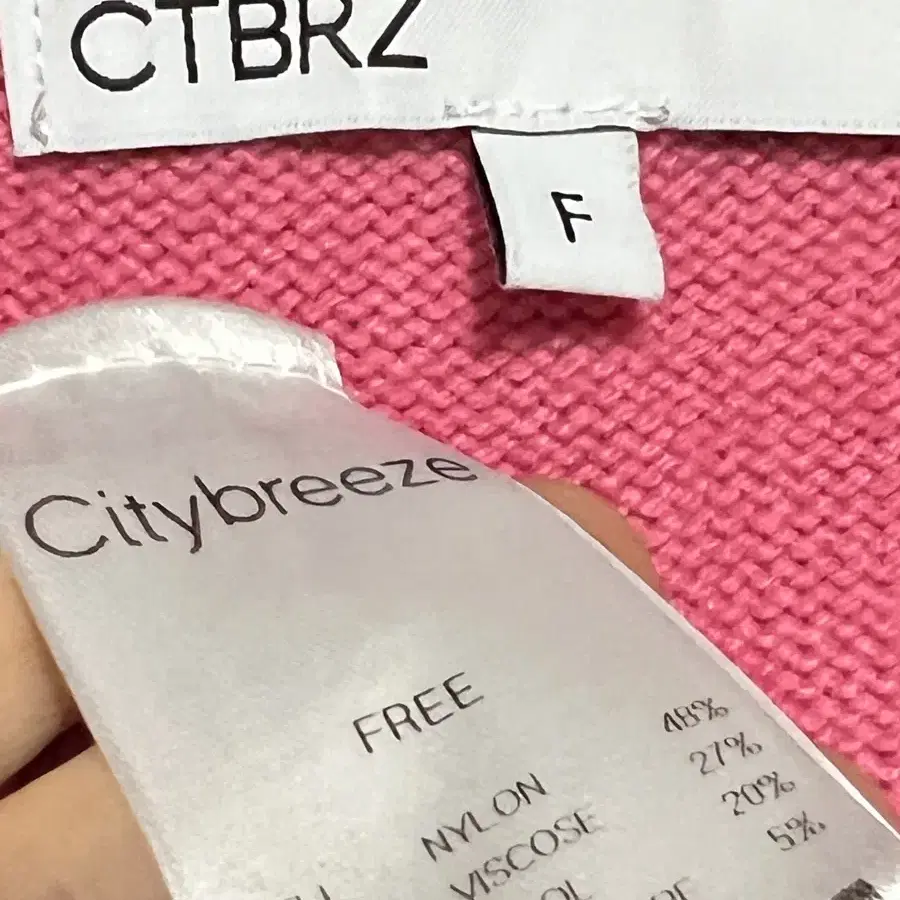 CTBRZ
F
Citybreeze
FREE
NYLON 48%
VISCOSE 27%
20%
5%